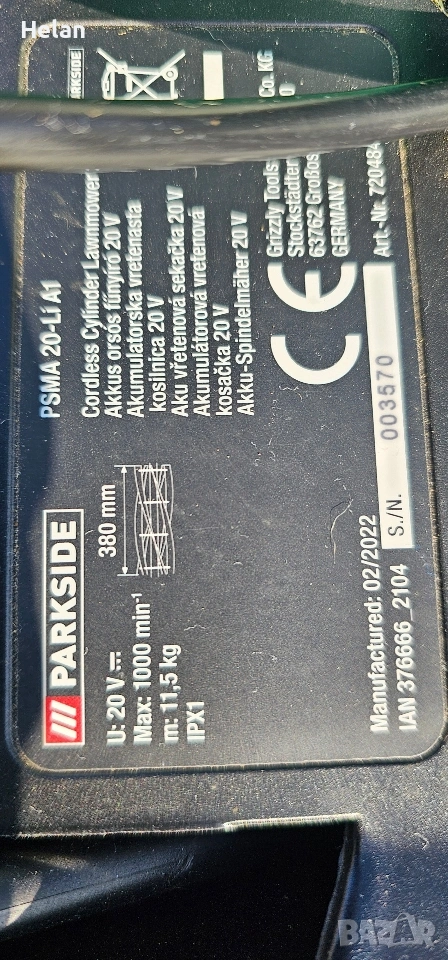 Helan
PARKSIDE
PSMA 20-Li A1
Cordless Cylinder Lawnmower
Akkus orsós fűnyíró 20 V
Akumulatorska vretenasta
kosilnica 20 V
Aku vřetenová sekačka 20 V
Akumulátorová vretenová
kosačka 20 V
Akku-Spindelmäher 20 V
U: 20 V
Max: 1000 min⁻¹
m: 11,5 kg
IPX1
380 mm
PARKSIDE
CE
Grizzly Tools
Co. KG
Stockstädter
63762 Großos
GERMANY
Manufactured: 02/2022
IAN 376666_2104
S./N. 003570
Art.-Nr. 720484
BAZAR